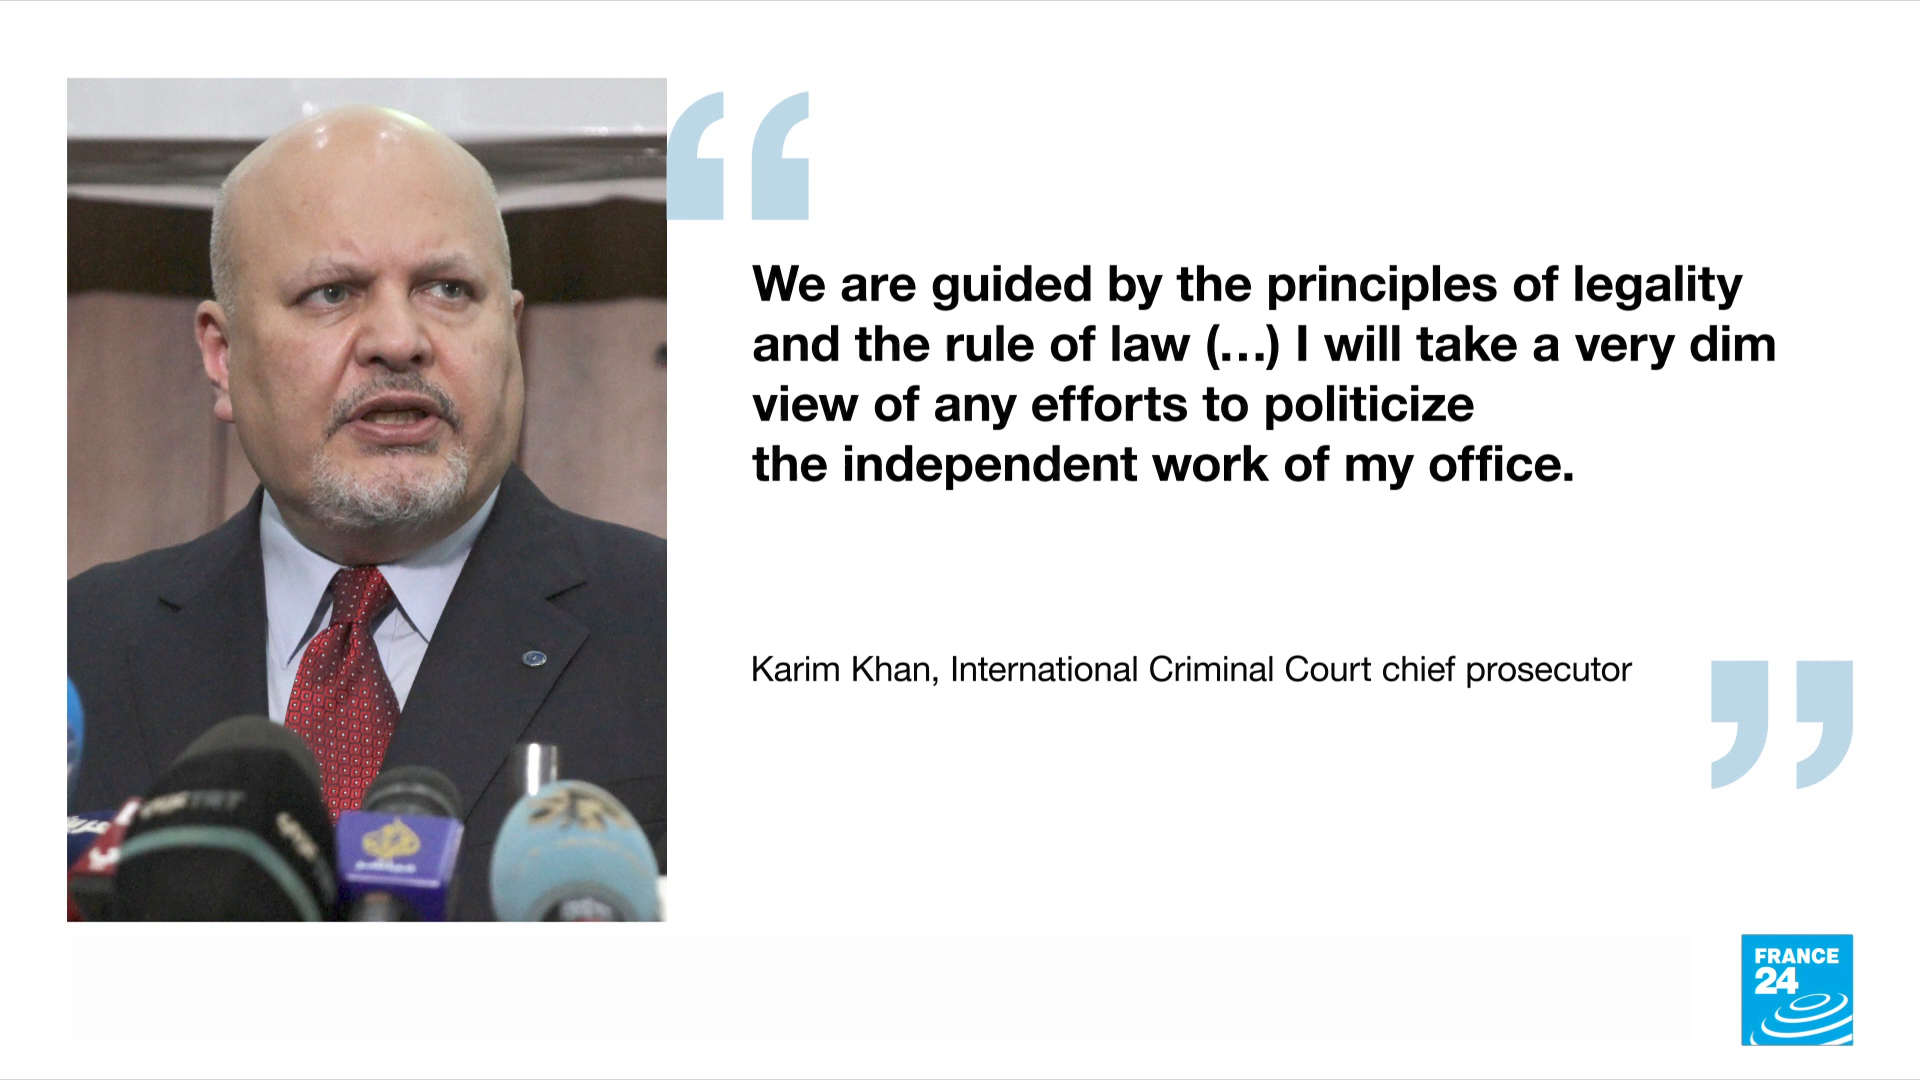 We are guided by the principles of legality
and the rule of law (…) I will take a very dim
view of any efforts to politicize
the independent work of my office.
Karim Khan, International Criminal Court chief prosecutor
FRANCE
24